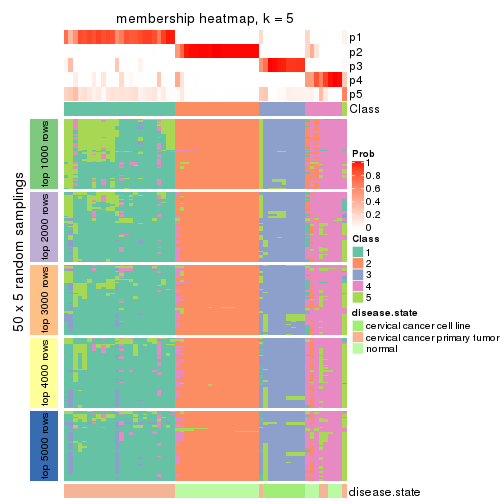 membership heatmap, k = 5
p1
p2
p3
p4
p5
Class
50 x 5 random samplings
top 1000 rows
top 2000 rows
top 3000 rows
top 4000 rows
top 5000 rows
Prob
1
0.8
0.6
0.4
0.2
0
Class
1
2
3
4
5
disease.state
cervical cancer cell line
cervical cancer primary tumor
normal
disease.state